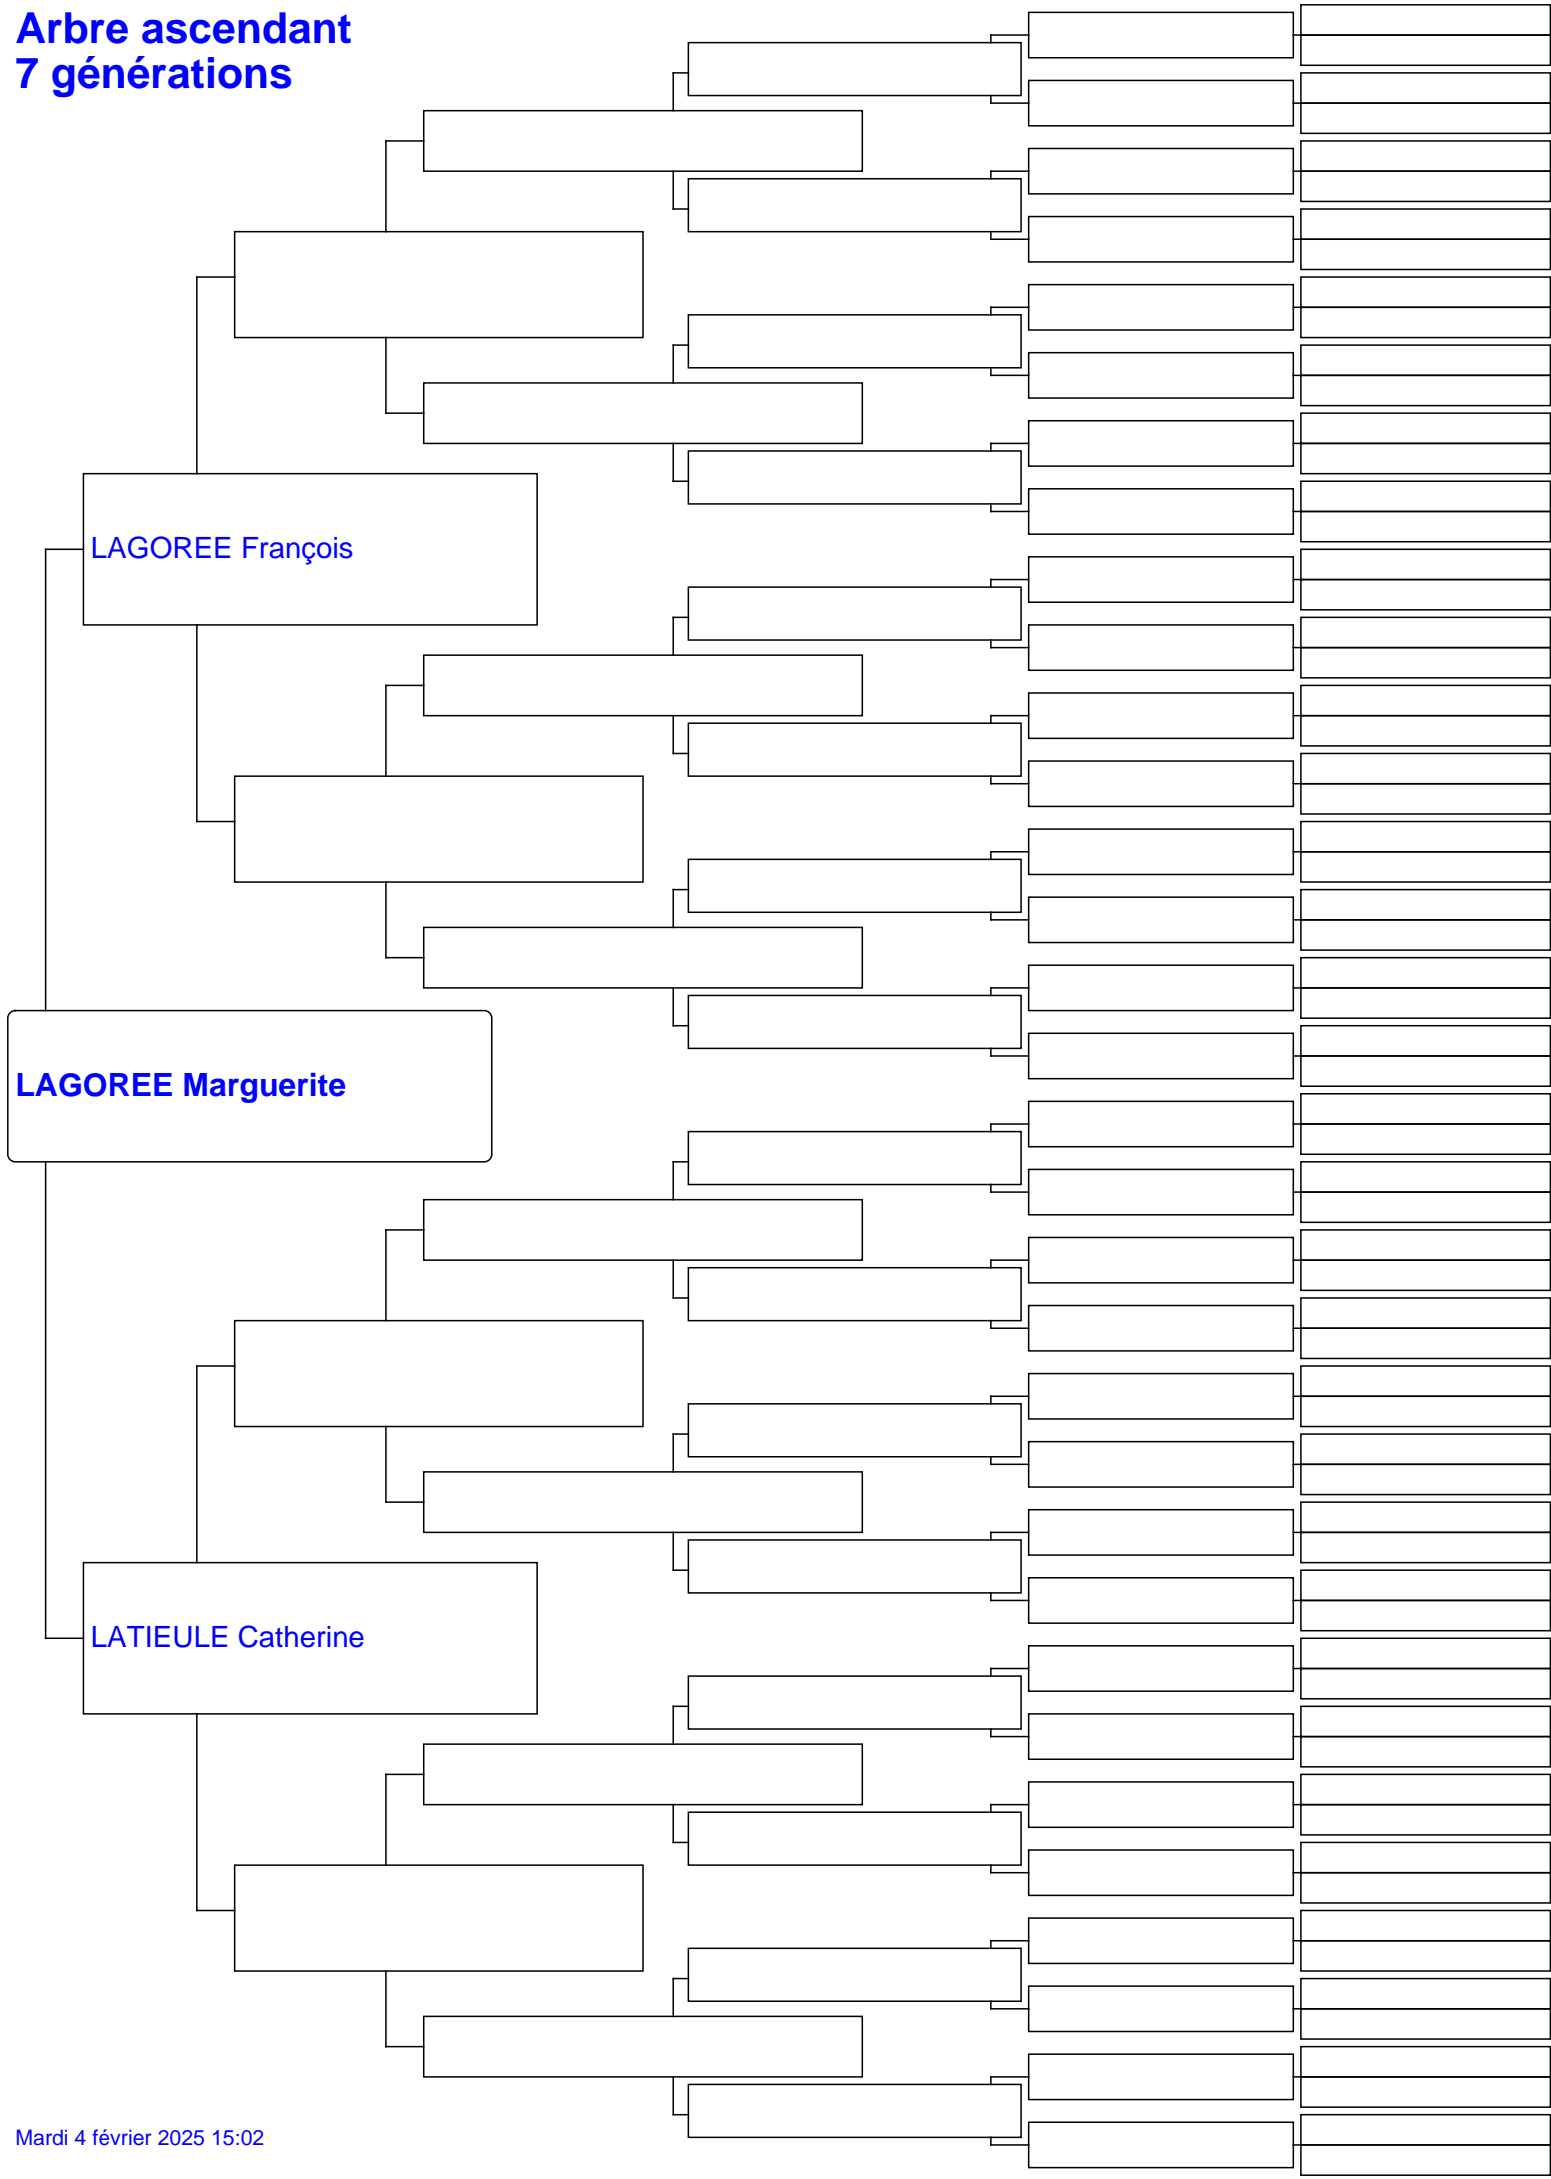 Arbre ascendant
7 générations
LAGOREE François
LAGOREE Marguerite
LATIEULE Catherine
Mardi 4 février 2025 15:02